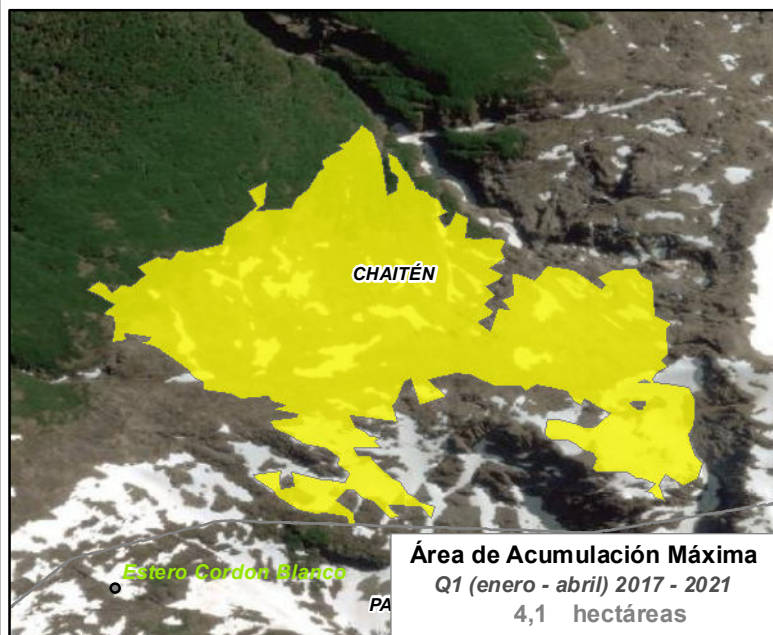 CHAITÉN
Estero Cordon Blanco
PA
Área de Acumulación Máxima
Q1 (enero - abril) 2017 - 2021
4,1 hectáreas